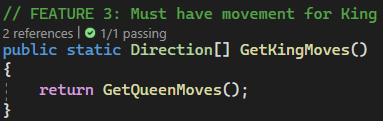 // FEATURE 3: Must have movement for King
2 references | 1/1 passing
public static Direction[] GetKingMoves()
{
return GetQueenMoves();
}